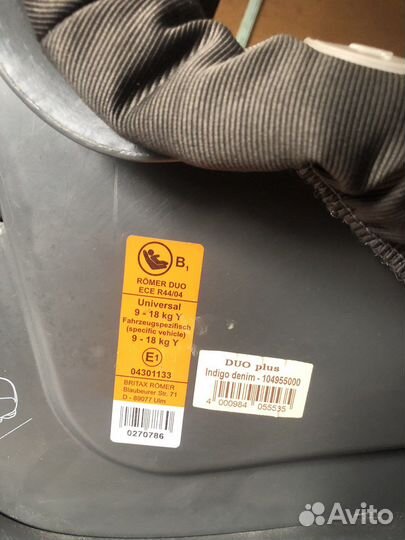 B1
RÖMER DUO
ECE R44/04
Universal
9 - 18 kg Y
Fahrzeugspezifisch
(specific vehicle)
9 - 18 kg Y
E1
04301133
BRITAX RÖMER
Blaubeurer Str. 71
D - 89077 Ulm
0270786
DUO plus
Indigo denim - 104955000
4 000984 055535
Avito